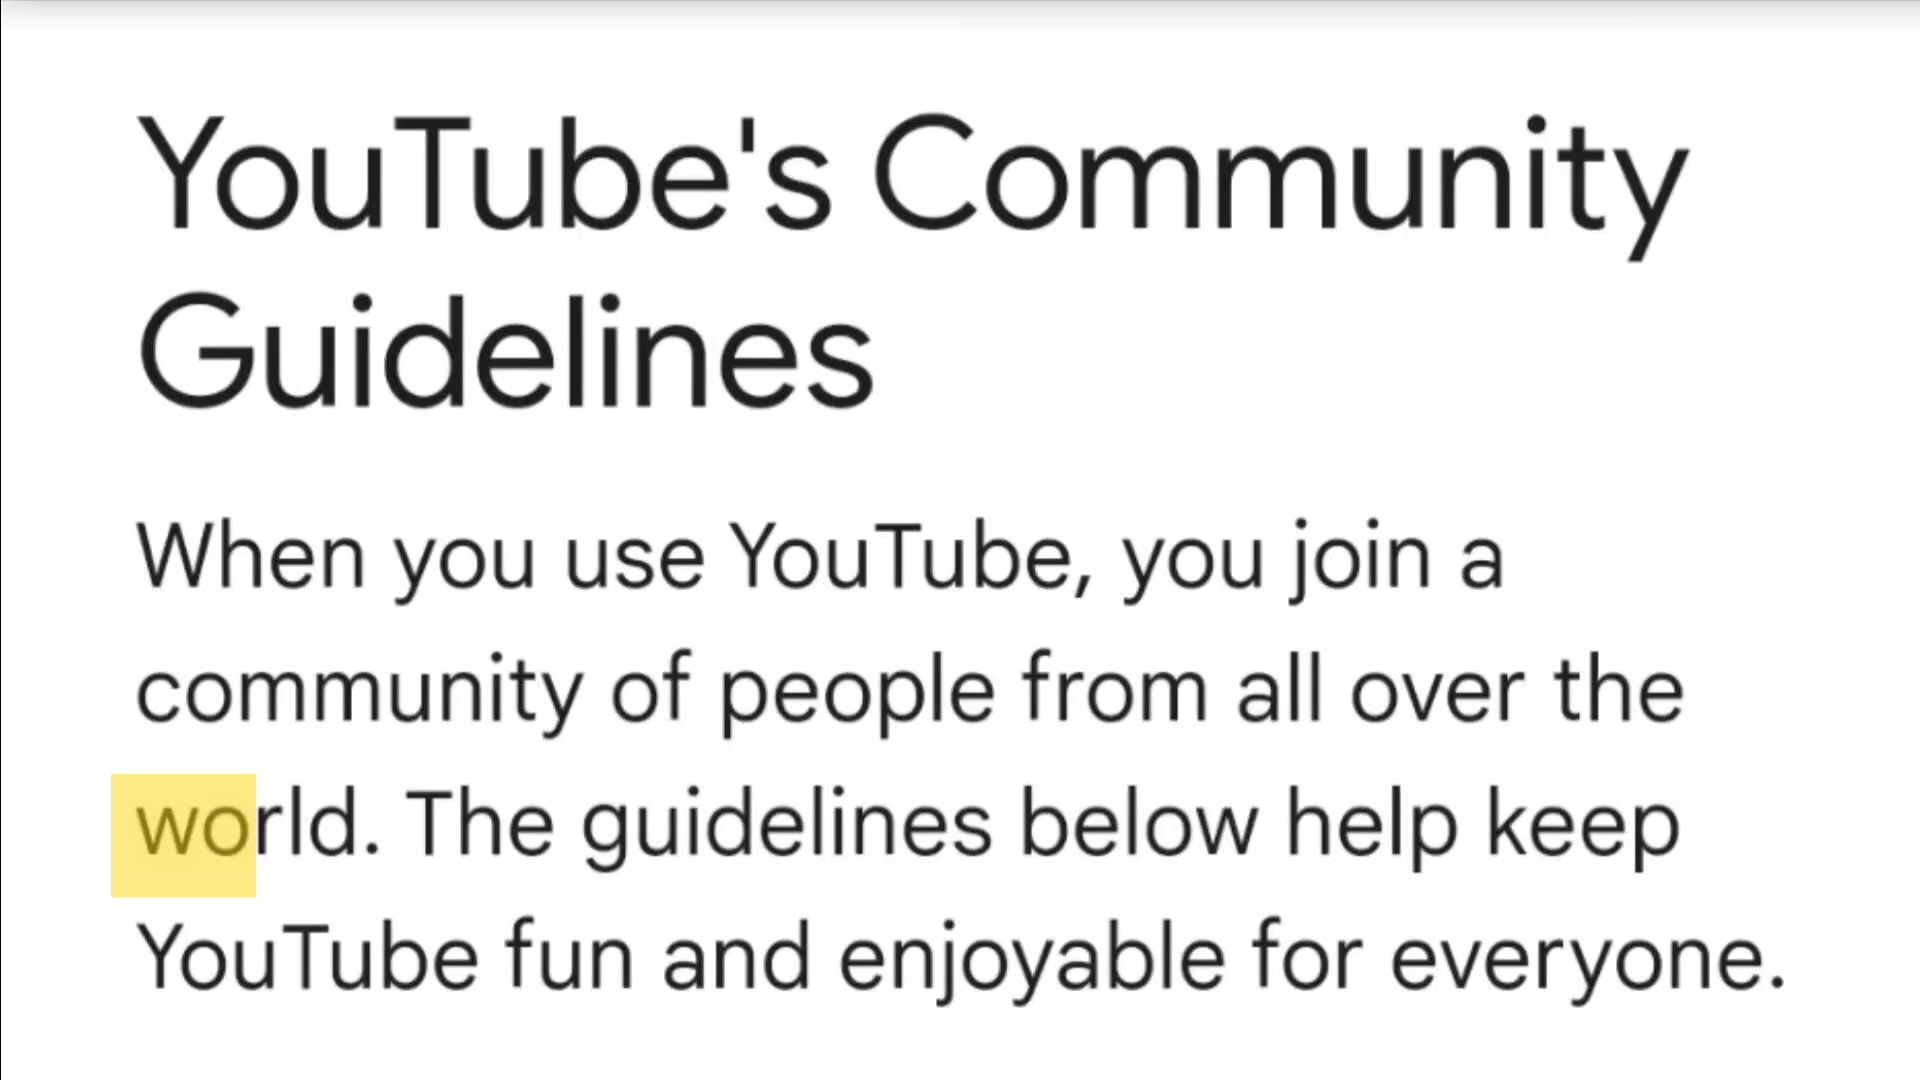 YouTube's Community
Guidelines
When you use YouTube, you join a
community of people from all over the
world. The guidelines below help keep
YouTube fun and enjoyable for everyone.